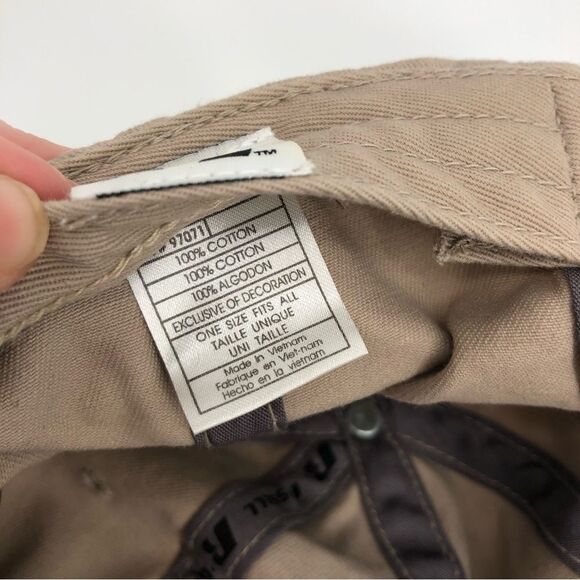 TM
# 97071
100% COTTON
100% COTTON
100% ALGODON
EXCLUSIVE OF DECORATION
ONE SIZE FITS ALL
TAILLE UNIQUE
UNI TAILLE
Made in Vietnam
Fabrique en Viet-nam
Hecho en la vietnam